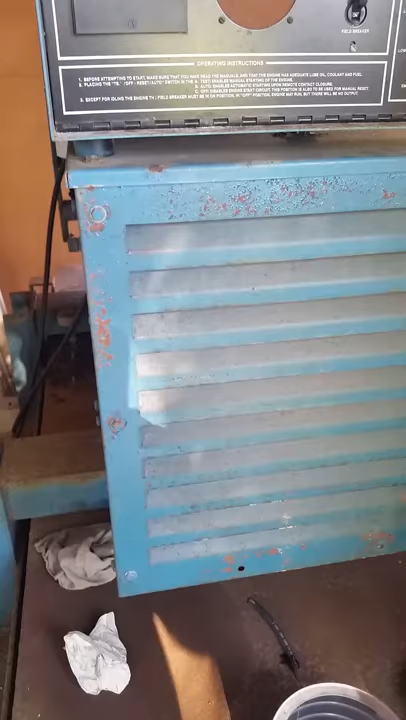 FIELD BREAKER
OPERATING INSTRUCTIONS
1. BEFORE ATTEMPTING TO START, MAKE SURE THAT YOU HAVE READ THE MANUALS, AND THAT THE ENGINE HAS ADEQUATE LUBE OIL, COOLANT AND FUEL.
2. PLACING THE "TE / OFF - RESET / AUTO" SWITCH IN THE A. TEST: ENABLES MANUAL STARTING OF THE ENGINE.
B. AUTO: ENABLES AUTOMATIC STARTING UPON REMOTE CONTACT CLOSURE.
C. OFF: DISABLES ENGINE START CIRCUIT. THIS POSITION IS ALSO TO BE USED FOR MANUAL RESET.
3. EXCEPT FOR IDLING THE ENGINE TH FIELD BREAKER MUST BE IN ON POSITION. IN "OFF" POSITION, ENGINE MAY RUN, BUT THERE WILL BE NO OUTPUT.